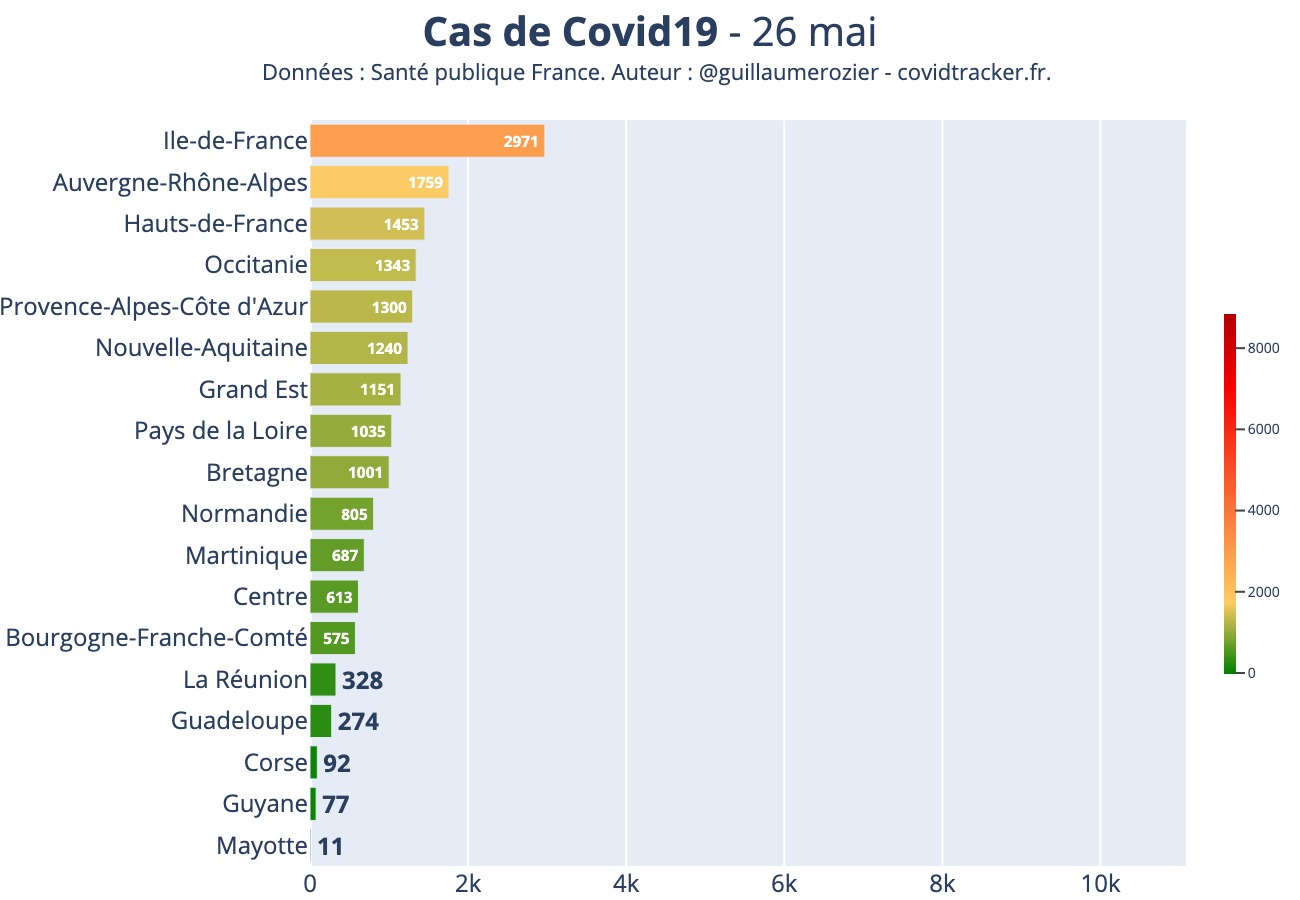 Cas de Covid19 - 26 mai
Données : Santé publique France. Auteur : @guillaumerozier - covidtracker.fr.
Ile-de-France 2971
Auvergne-Rhône-Alpes 1759
Hauts-de-France 1453
Occitanie 1343
Provence-Alpes-Côte d'Azur 1300
Nouvelle-Aquitaine 1240
Grand Est 1151
Pays de la Loire 1035
Bretagne 1001
Normandie 805
Martinique 687
Centre 613
Bourgogne-Franche-Comté 575
La Réunion 328
Guadeloupe 274
Corse 92
Guyane 77
Mayotte 11
0 2k 4k 6k 8k 10k
8000
6000
4000
2000
0